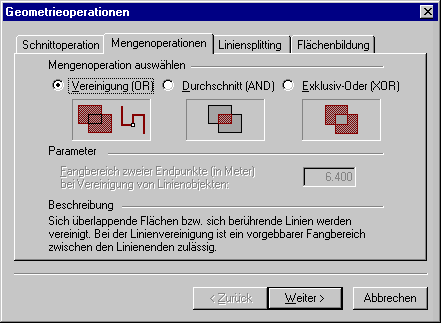 Geometrieoperationen
Schnittoperation Mengenoperationen Liniensplitting Flächenbildung
Mengenoperation auswählen
Vereinigung (OR) Durchschnitt (AND) Exklusiv-Oder (XOR)
Parameter
Fangbereich zweier Endpunkte (in Meter)
bei Vereinigung von Linienobjekten:
6.400
Beschreibung
Sich überlappende Flächen bzw. sich berührende Linien werden
vereinigt. Bei der Linienvereinigung ist ein vorgebbarer Fangbereich
zwischen den Linienenden zulässig.
< Zurück Weiter > Abbrechen